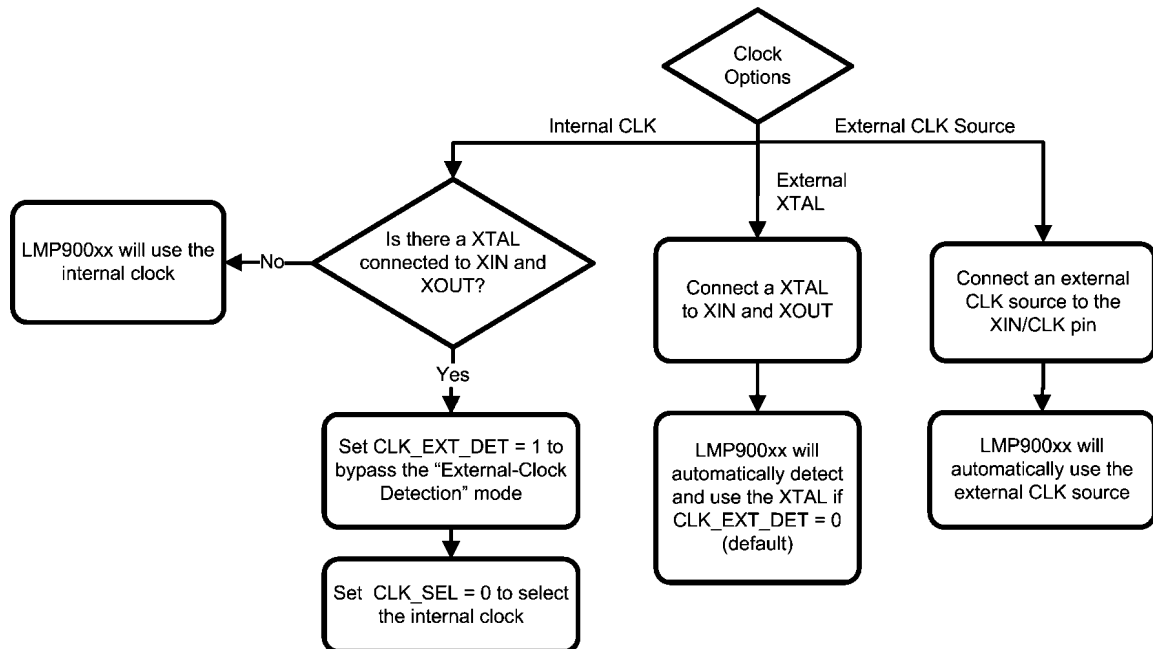 Clock
Options
Internal CLK
External CLK Source
External
XTAL
LMP900xx will use the
internal clock
No
Is there a XTAL
connected to XIN and
XOUT?
Connect a XTAL
to XIN and XOUT
Connect an external
CLK source to the
XIN/CLK pin
Yes
Set CLK_EXT_DET = 1 to
bypass the “External-Clock
Detection” mode
LMP900xx will
automatically detect
and use the XTAL if
CLK_EXT_DET = 0
(default)
LMP900xx will
automatically use the
external CLK source
Set CLK_SEL = 0 to select
the internal clock